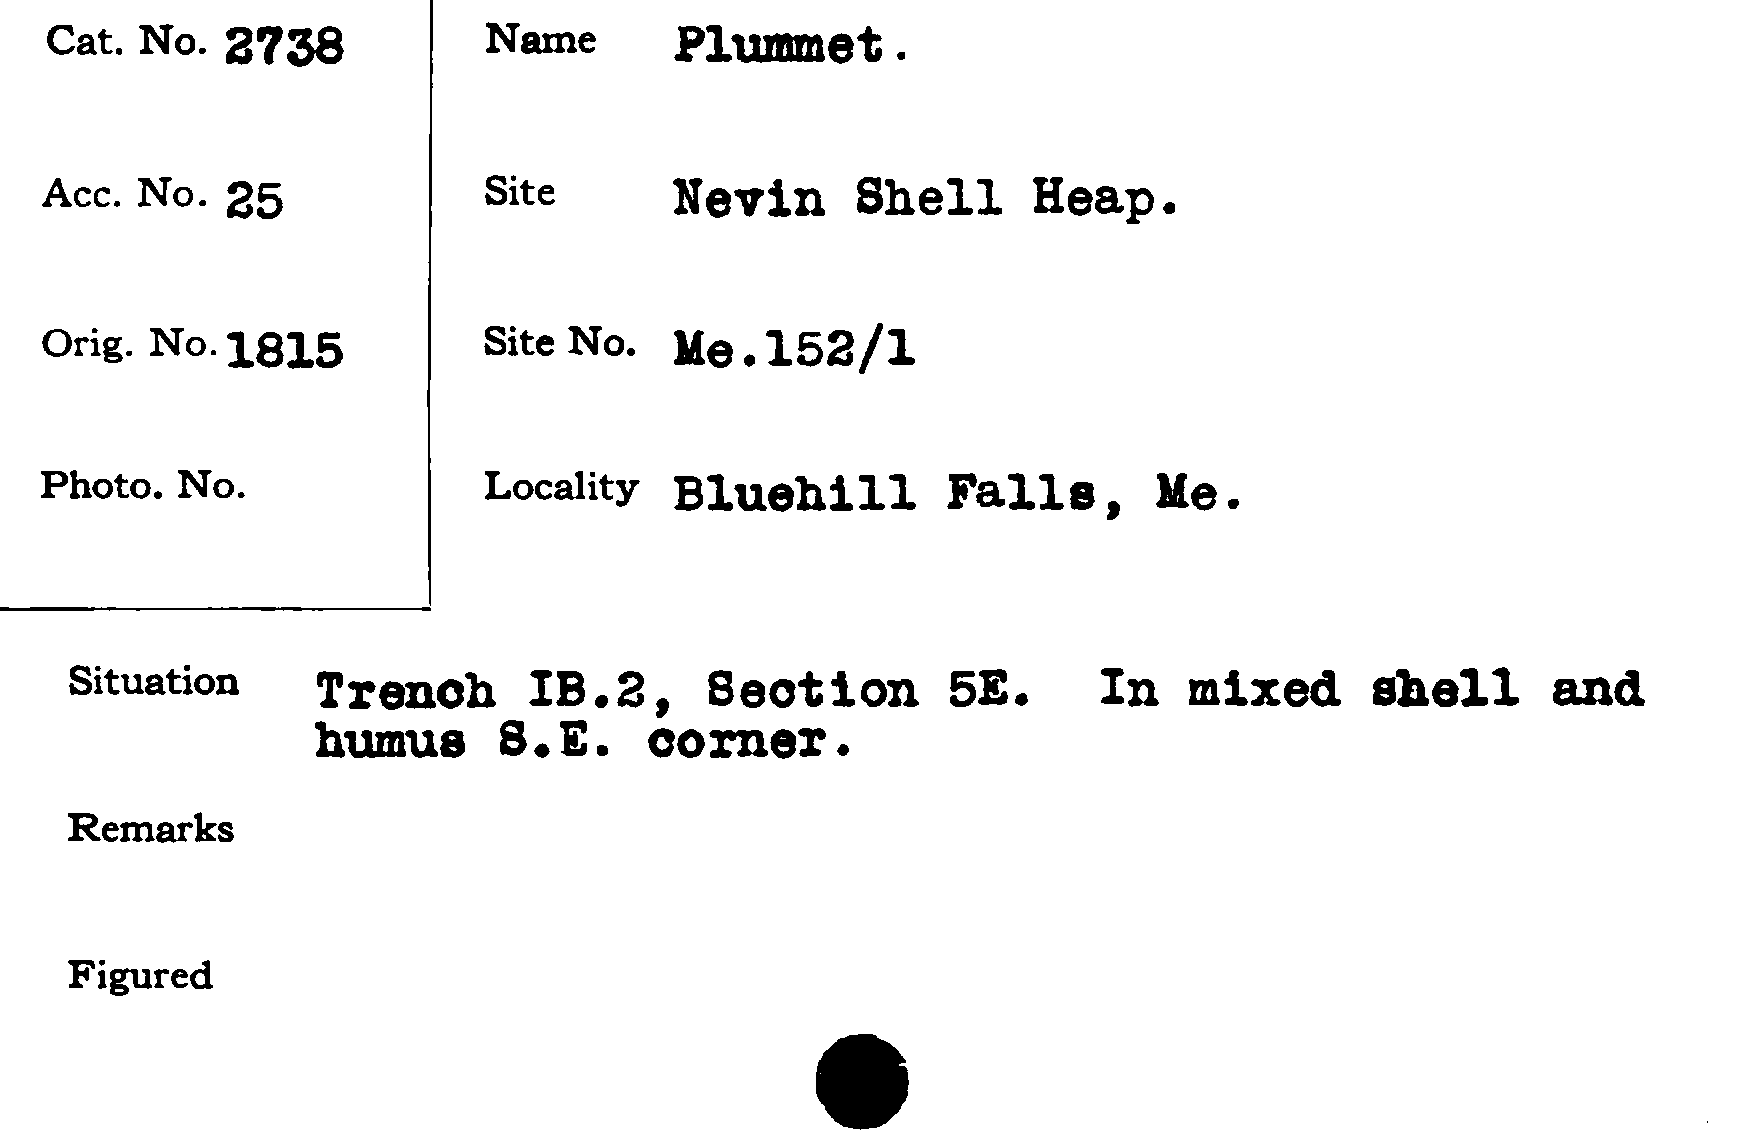 Cat. No. 2738
Name Plummet.
Acc. No. 25
Site Nevin Shell Heap.
Orig. No. 1815
Site No. Me.152/1
Photo. No.
Locality Bluehill Falls, Me.
Situation Trench IB.2, Section 5E. In mixed shell and
humus S.E. corner.
Remarks
Figured